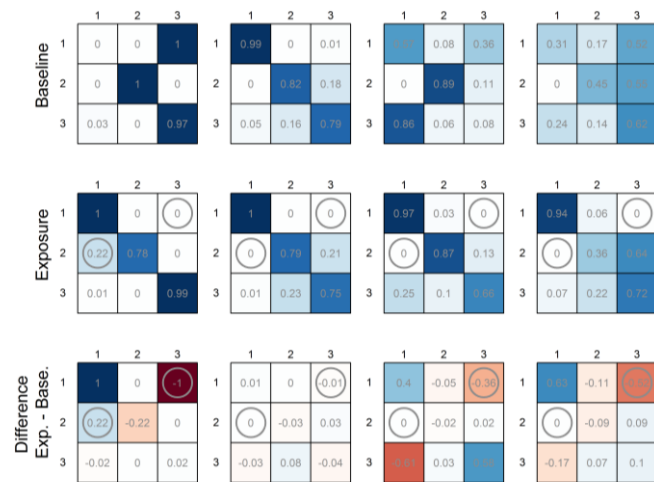 1 2 3 1 2 3 1 2 3 1 2 3
Baseline
1 0 0 1 1 0.99 0 0.01 1 0.08 0.36 1 0.31 0.17
2 0 1 0 2 0 0.82 0.18 2 0 0.89 0.11 2 0 0.45
3 0.03 0 0.97 3 0.05 0.16 0.79 3 0.86 0.06 0.08 3 0.24 0.14 0.62
1 2 3 1 2 3 1 2 3 1 2 3
Exposure
1 1 0 0 1 1 0 0 1 0.97 0.03 0 1 0.94 0.06 0
2 0.22 0.78 0 2 0 0.79 0.21 2 0 0.87 0.13 2 0 0.36 0.64
3 0.01 0 0.99 3 0.01 0.23 0.75 3 0.25 0.1 0.66 3 0.07 0.22 0.72
1 2 3 1 2 3 1 2 3 1 2 3
Difference
Exp. - Base.
1 1 0 -1 1 0.01 0 -0.01 1 0.4 -0.05 -0.36 1 0.63 -0.11
2 0.22 -0.22 0 2 0 -0.03 0.03 2 0 -0.02 0.02 2 0 -0.09 0.09
3 -0.02 0 0.02 3 -0.03 0.08 -0.04 3 0.03 3 -0.17 0.07 0.1